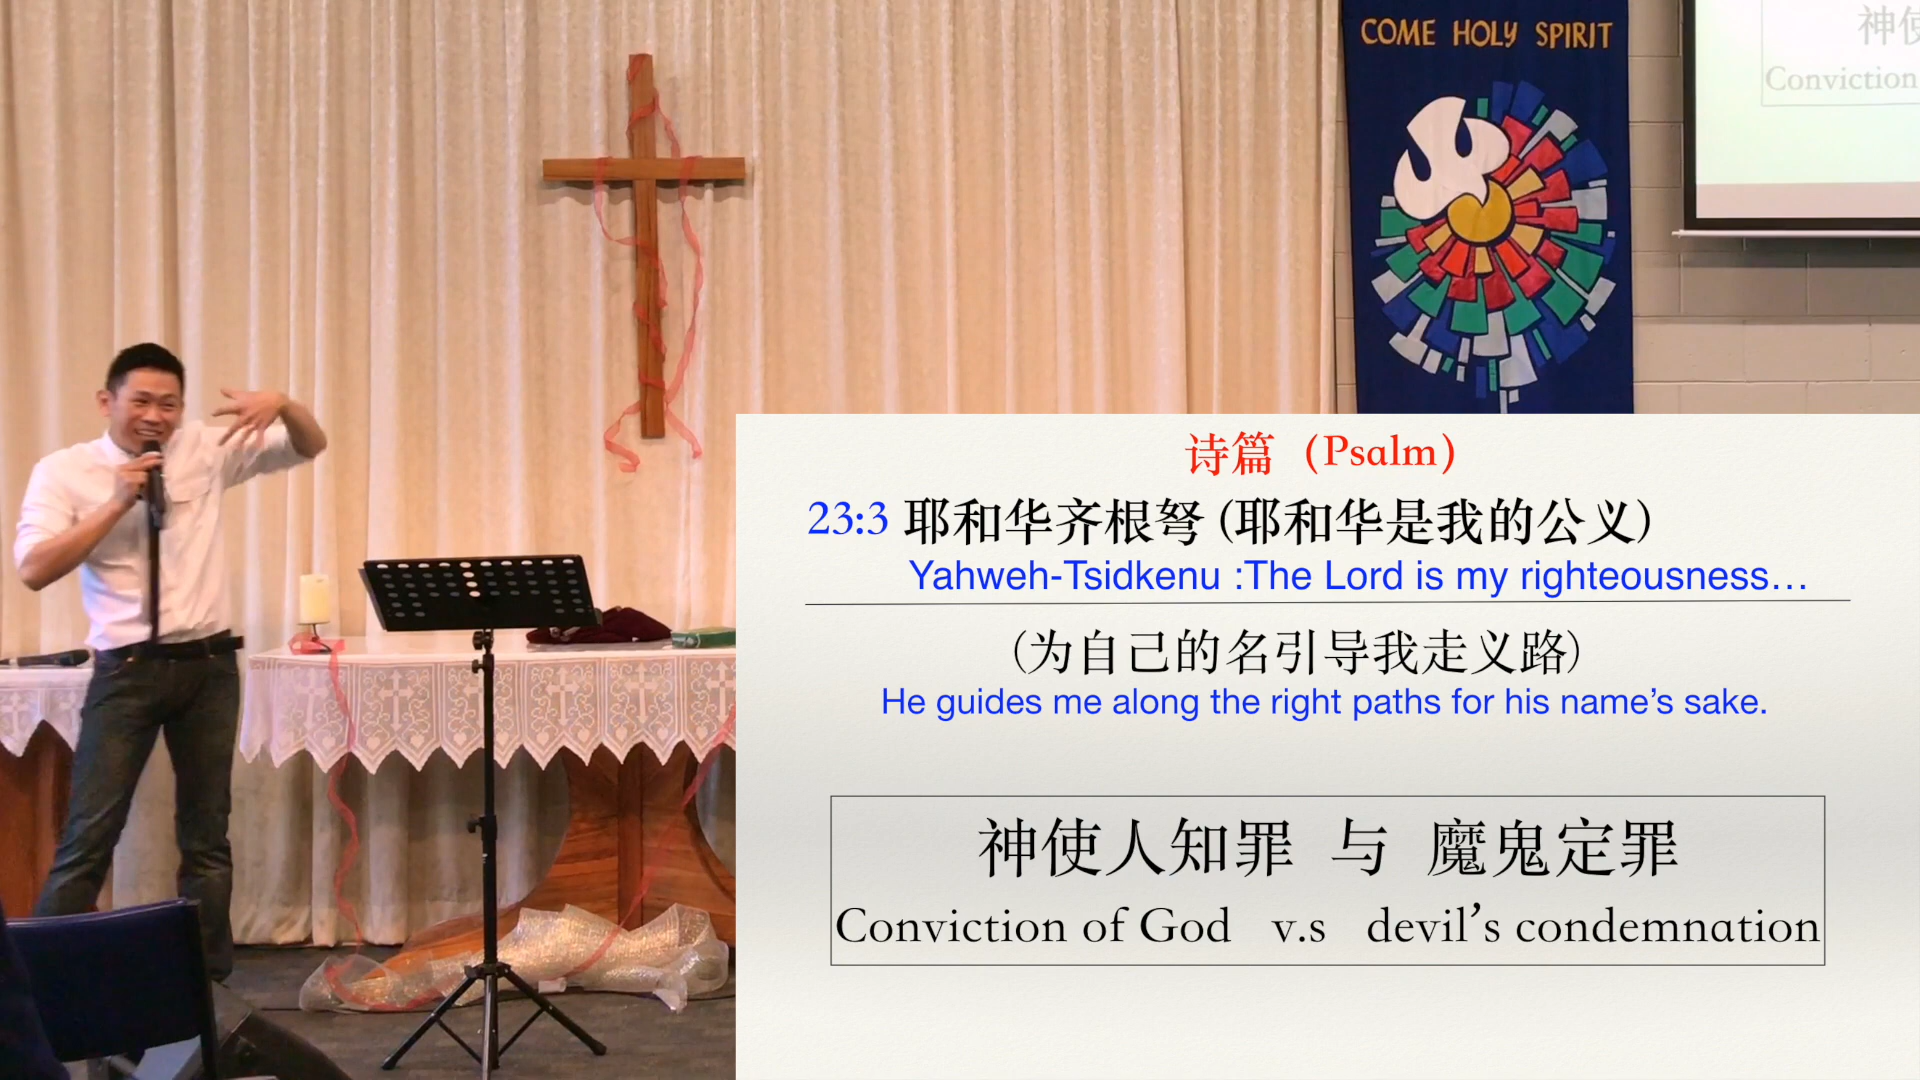 COME HOLY SPIRIT
神使
Conviction
诗篇（Psalm）
23:3 耶和华齐根弩 (耶和华是我的公义)
Yahweh-Tsidkenu :The Lord is my righteousness…
(为自己的名引导我走义路)
He guides me along the right paths for his name’s sake.
神使人知罪 与 魔鬼定罪
Conviction of God v.s devil’s condemnation